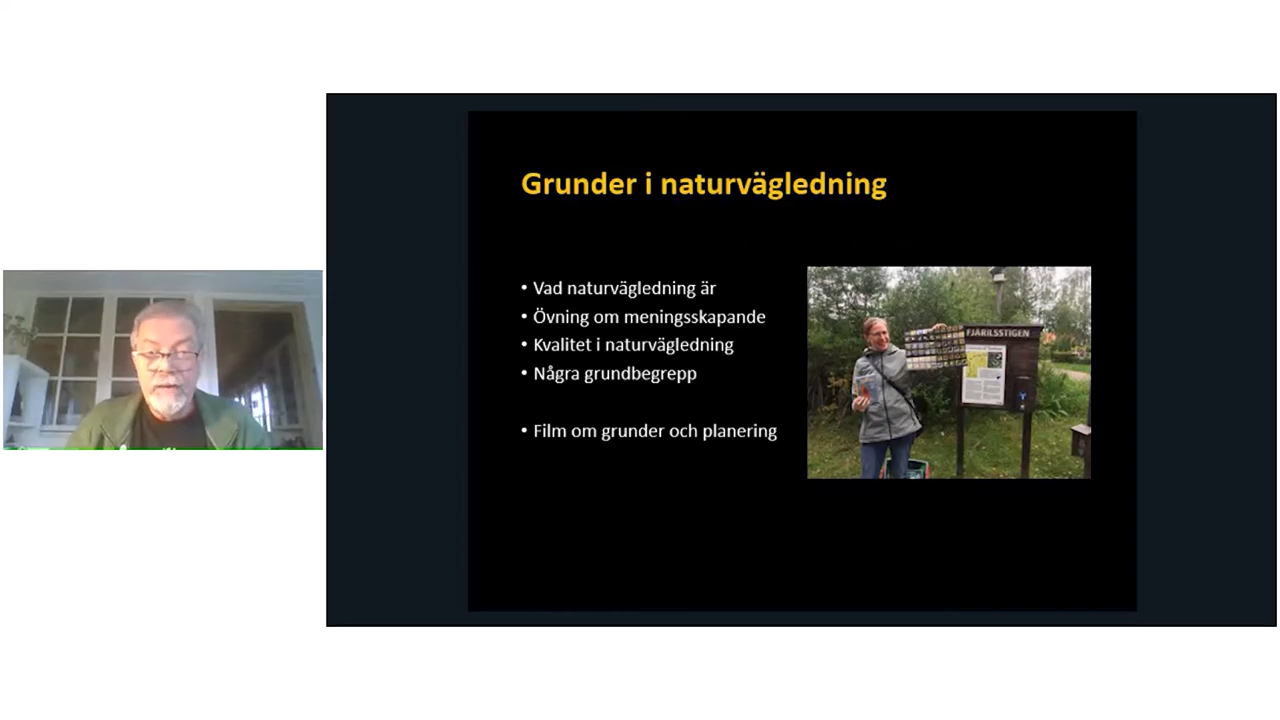 Grunder i naturvägledning
• Vad naturvägledning är
• Övning om meningsskapande
• Kvalitet i naturvägledning
• Några grundbegrepp
• Film om grunder och planering
FJÄRILSSTIGEN